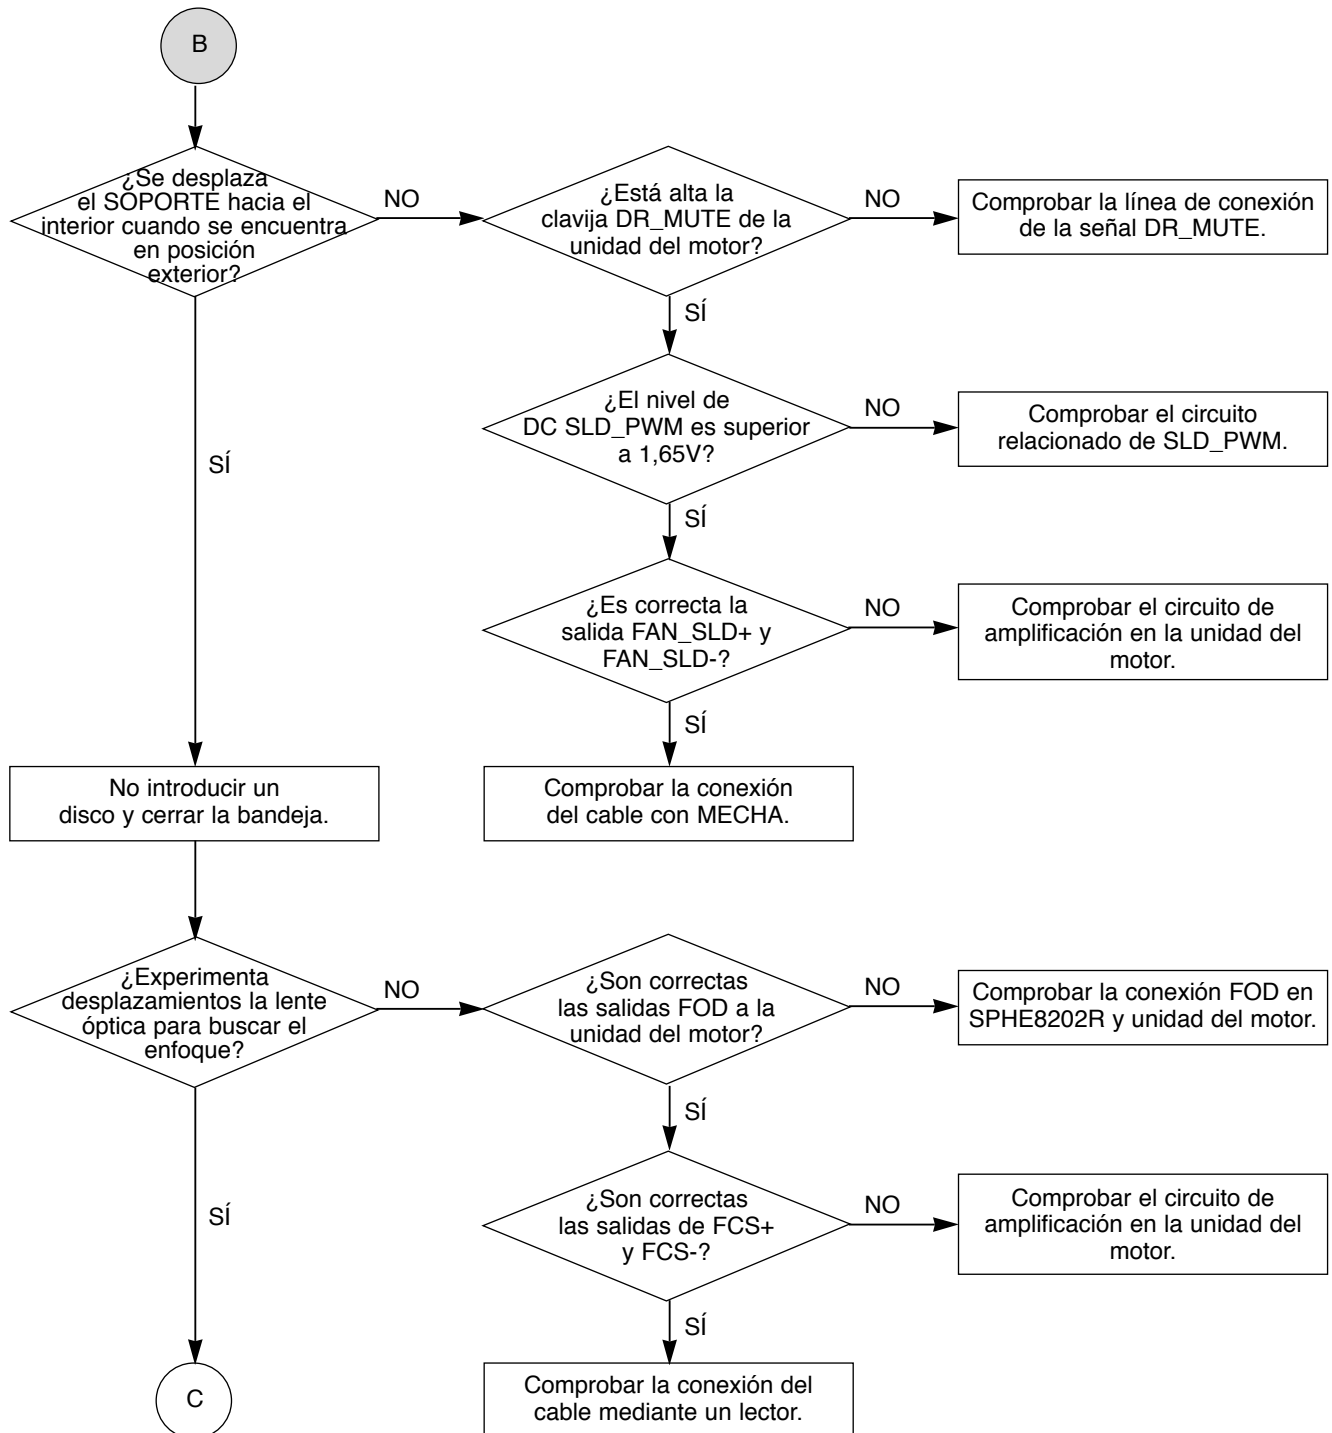 B
¿Se desplaza
el SOPORTE hacia el
interior cuando se encuentra
en posición
exterior?
NO
¿Está alta la
clavija DR_MUTE de la
unidad del motor?
NO
Comprobar la línea de conexión
de la señal DR_MUTE.
SÍ
¿El nivel de
DC SLD_PWM es superior
a 1,65V?
NO
Comprobar el circuito
relacionado de SLD_PWM.
SÍ
SÍ
¿Es correcta la
salida FAN_SLD+ y
FAN_SLD-?
NO
Comprobar el circuito de
amplificación en la unidad del
motor.
SÍ
No introducir un
disco y cerrar la bandeja.
Comprobar la conexión
del cable con MECHA.
¿Experimenta
desplazamientos la lente
óptica para buscar el
enfoque?
NO
¿Son correctas
las salidas FOD a la
unidad del motor?
NO
Comprobar la conexión FOD en
SPHE8202R y unidad del motor.
SÍ
SÍ
¿Son correctas
las salidas de FCS+
y FCS-?
NO
Comprobar el circuito de
amplificación en la unidad del
motor.
SÍ
C
Comprobar la conexión del
cable mediante un lector.